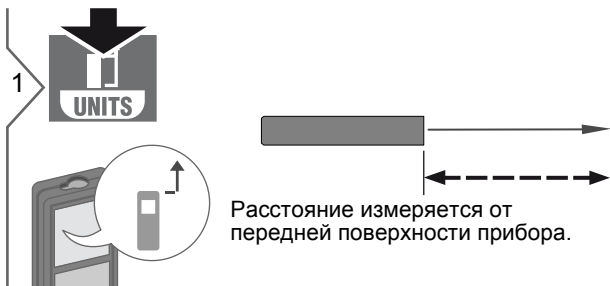 1
UNITS
Расстояние измеряется от
передней поверхности прибора.